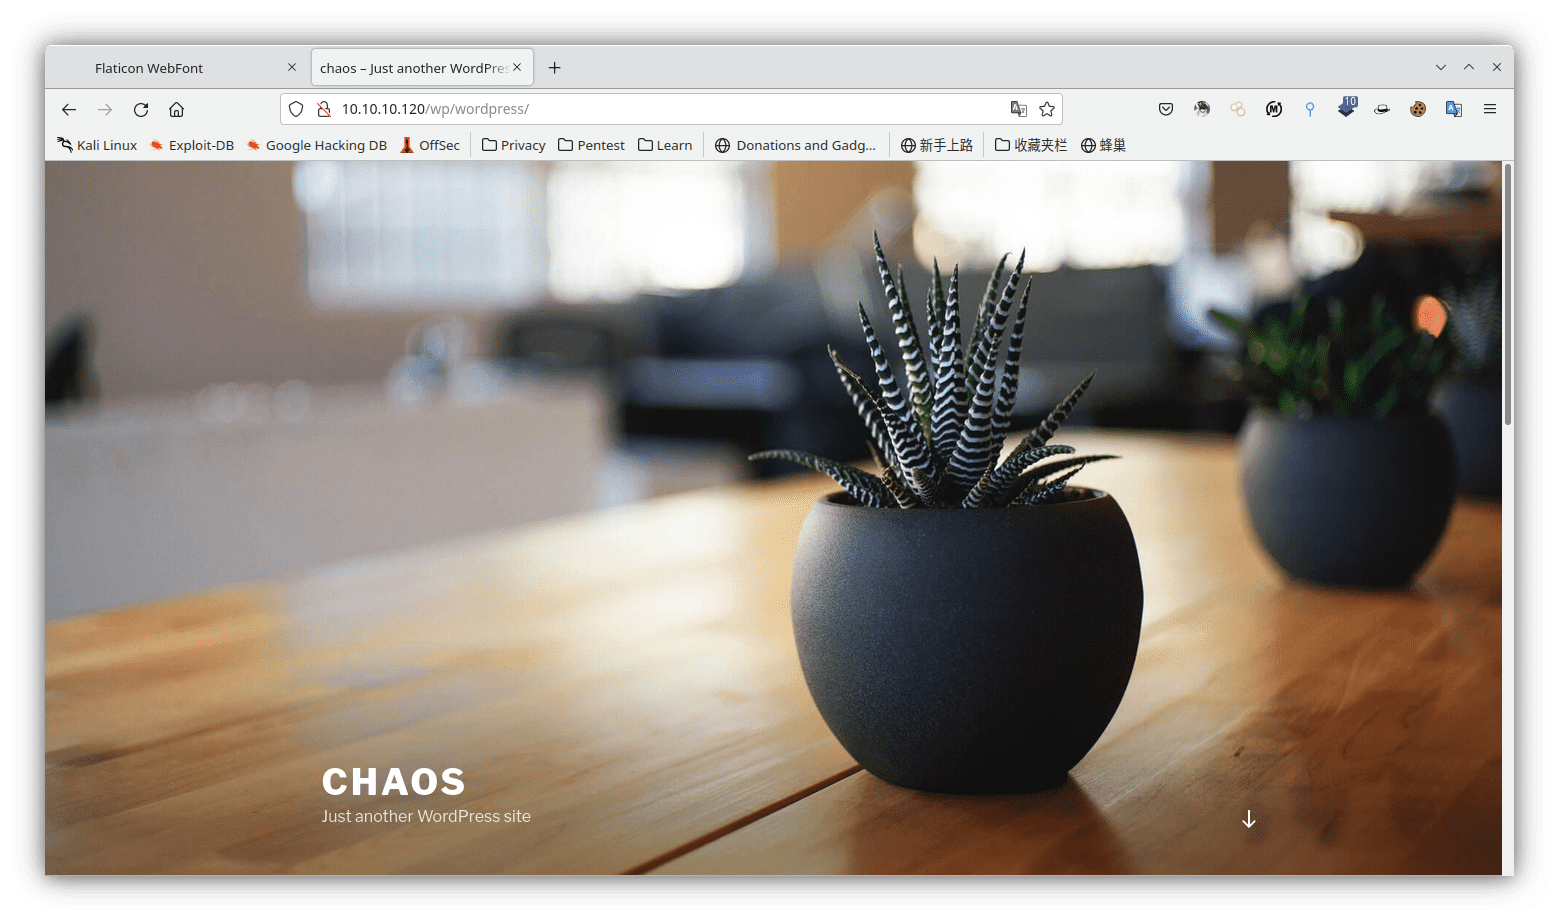 Flaticon WebFont
chaos – Just another WordPres
10.10.10.120/wp/wordpress/
10
Kali Linux Exploit-DB Google Hacking DB OffSec Privacy Pentest Learn Donations and Gadg... 新手上路 收藏夹栏 蜂巢
CHAOS
Just another WordPress site